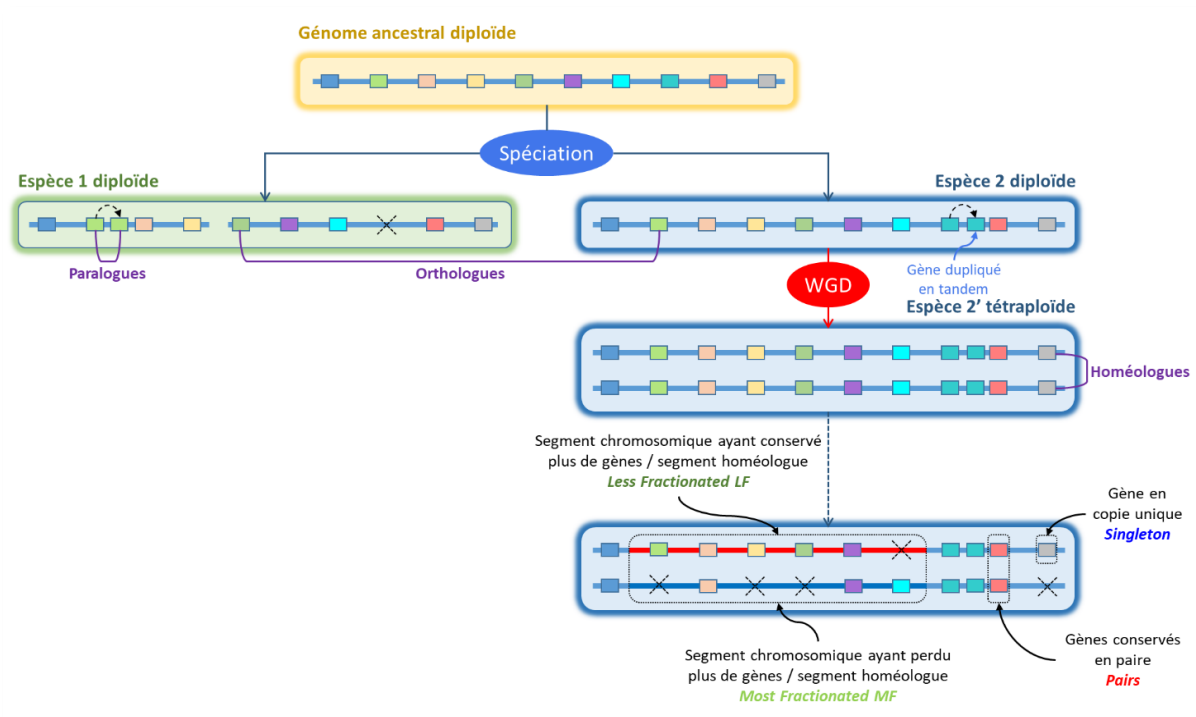 Génome ancestral diploïde
Spéciation
Espèce 1 diploïde
Espèce 2 diploïde
Paralogues
Orthologues
Gène dupliqué
en tandem
WGD
Espèce 2’ tétraploïde
Homéologues
Segment chromosomique ayant conservé
plus de gènes / segment homéologue
Less Fractionated LF
Gène en
copie unique
Singleton
Segment chromosomique ayant perdu
plus de gènes / segment homéologue
Most Fractionated MF
Gènes conservés
en paire
Pairs